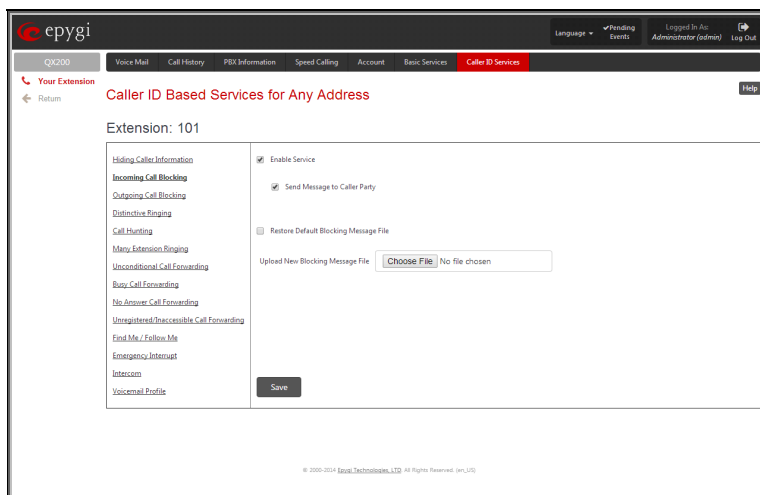 epygi
Language
Pending Events
Logged In As:
Administrator (admin)
Log Out
QX200
Voice Mail
Call History
PBX Information
Speed Calling
Account
Basic Services
Caller ID Services
Your Extension
Return
Caller ID Based Services for Any Address
Help
Extension: 101
Hiding Caller Information
Incoming Call Blocking
Outgoing Call Blocking
Distinctive Ringing
Call Hunting
Many Extension Ringing
Unconditional Call Forwarding
Busy Call Forwarding
No Answer Call Forwarding
Unregistered/Inaccessible Call Forwarding
Find Me / Follow Me
Emergency Interrupt
Intercom
Voicemail Profile
Enable Service
Send Message to Caller Party
Restore Default Blocking Message File
Upload New Blocking Message File
Choose File No file chosen
Save
© 2000-2014 Epygi Technologies, LTD. All Rights Reserved. (en_US)